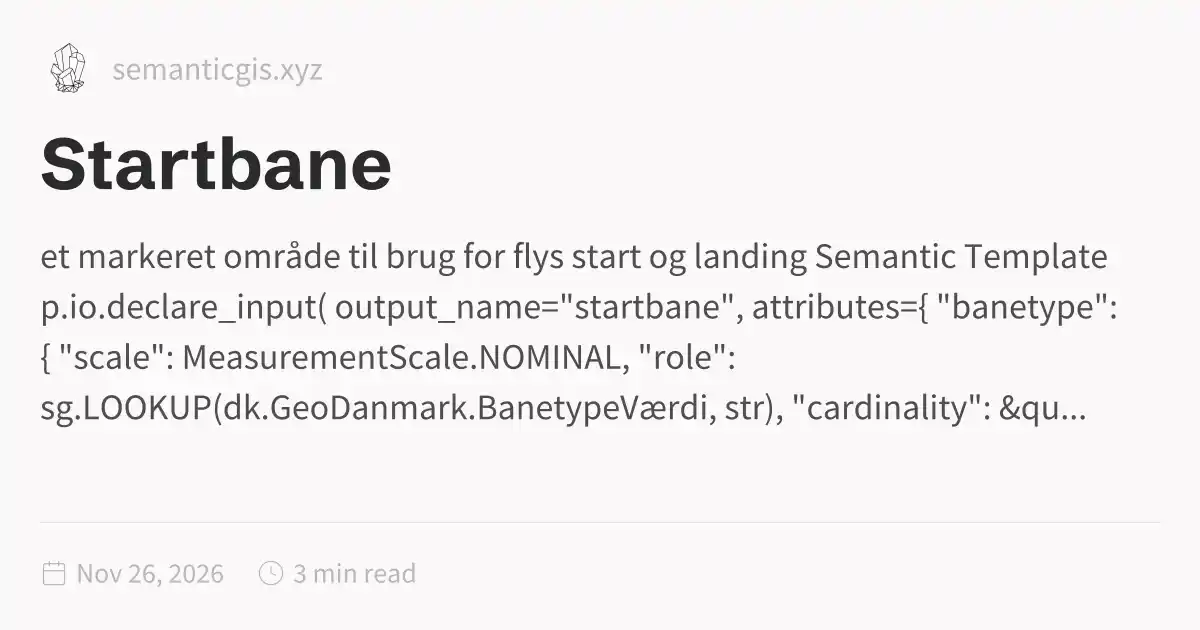 semanticgis.xyz
Startbane
et markeret område til brug for flys start og landing Semantic Template
p.io.declare_input( output_name="startbane", attributes={ "banetype":
{ "scale": MeasurementScale.NOMINAL, "role":
sg.LOOKUP(dk.GeoDanmark.BanetypeVærdi, str), "cardinality": &qu...
Nov 26, 2026 3 min read